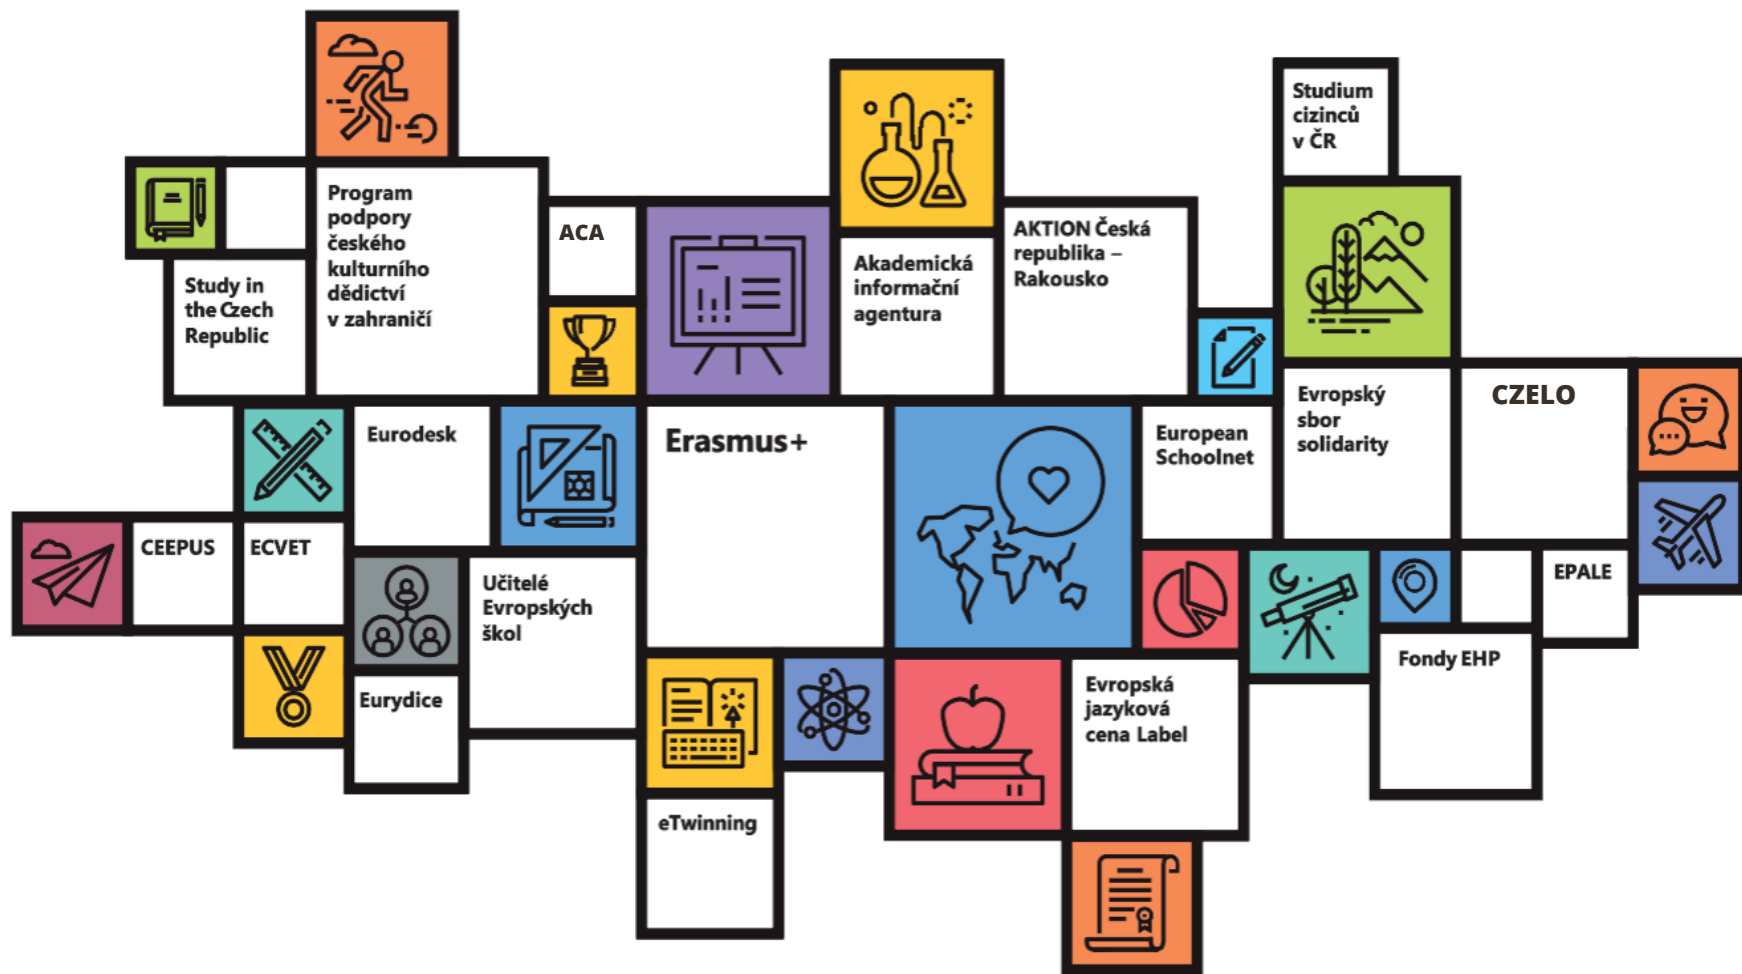 Studium
cizinců
v ČR
Program
podpory
českého
kulturního
dědictví
v zahraničí
ACA
AKTION Česká
republika –
Rakousko
Akademická
informační
agentura
Study in
the Czech
Republic
Eurodesk
Erasmus+
European
Schoolnet
Evropský
sbor
solidarity
CZELO
CEEPUS
ECVET
Učitelé
Evropských
škol
EPALE
Eurydice
Evropská
jazyková
cena Label
Fondy EHP
eTwinning